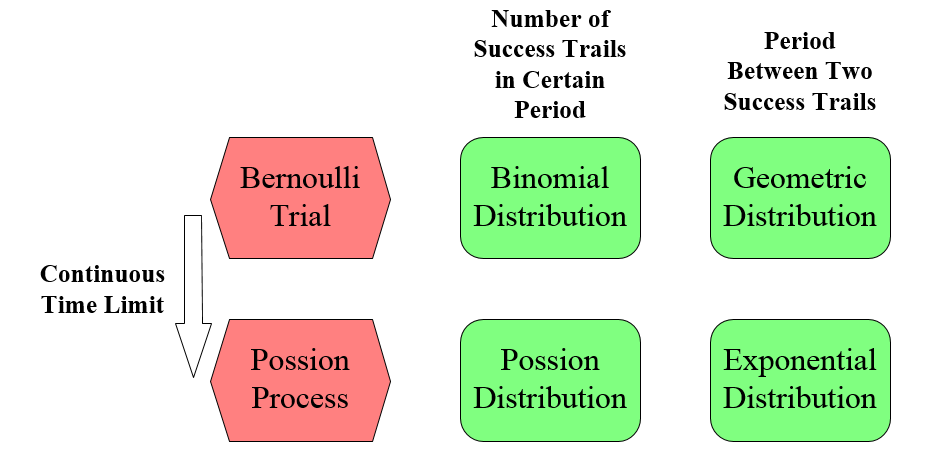 Number of
Success Trails
in Certain
Period
Period
Between Two
Success Trails
Bernoulli
Trial
Binomial
Distribution
Geometric
Distribution
Continuous
Time Limit
Possion
Process
Possion
Distribution
Exponential
Distribution